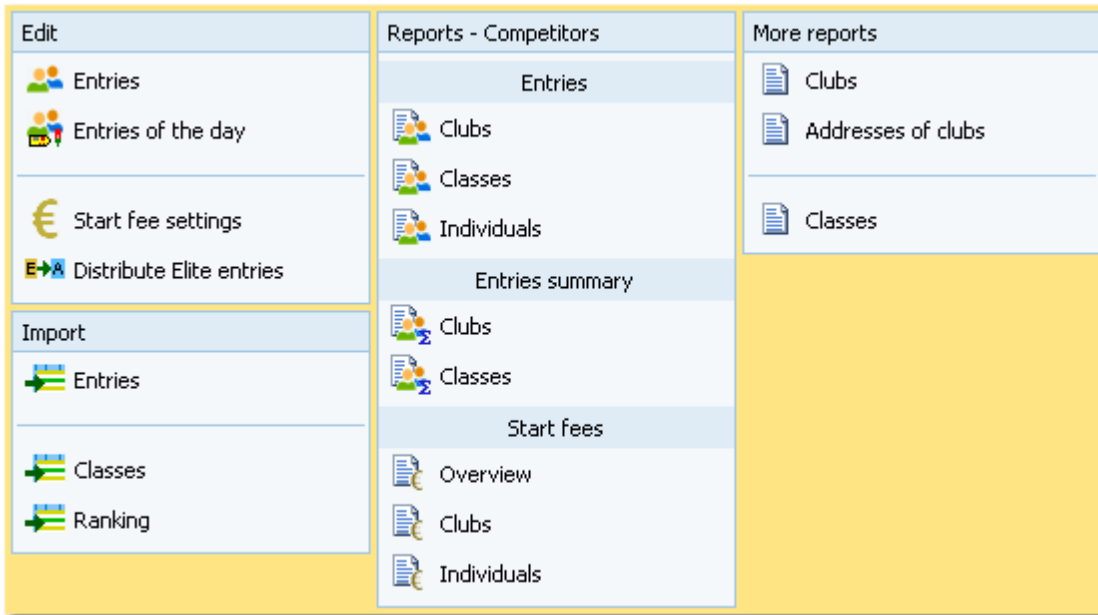 Edit
Entries
Entries of the day
Start fee settings
E A Distribute Elite entries
Import
Entries
Classes
Ranking
Reports - Competitors
Entries
Clubs
Classes
Individuals
Entries summary
Σ Clubs
Σ Classes
Start fees
Overview
Clubs
Individuals
More reports
Clubs
Addresses of clubs
Classes